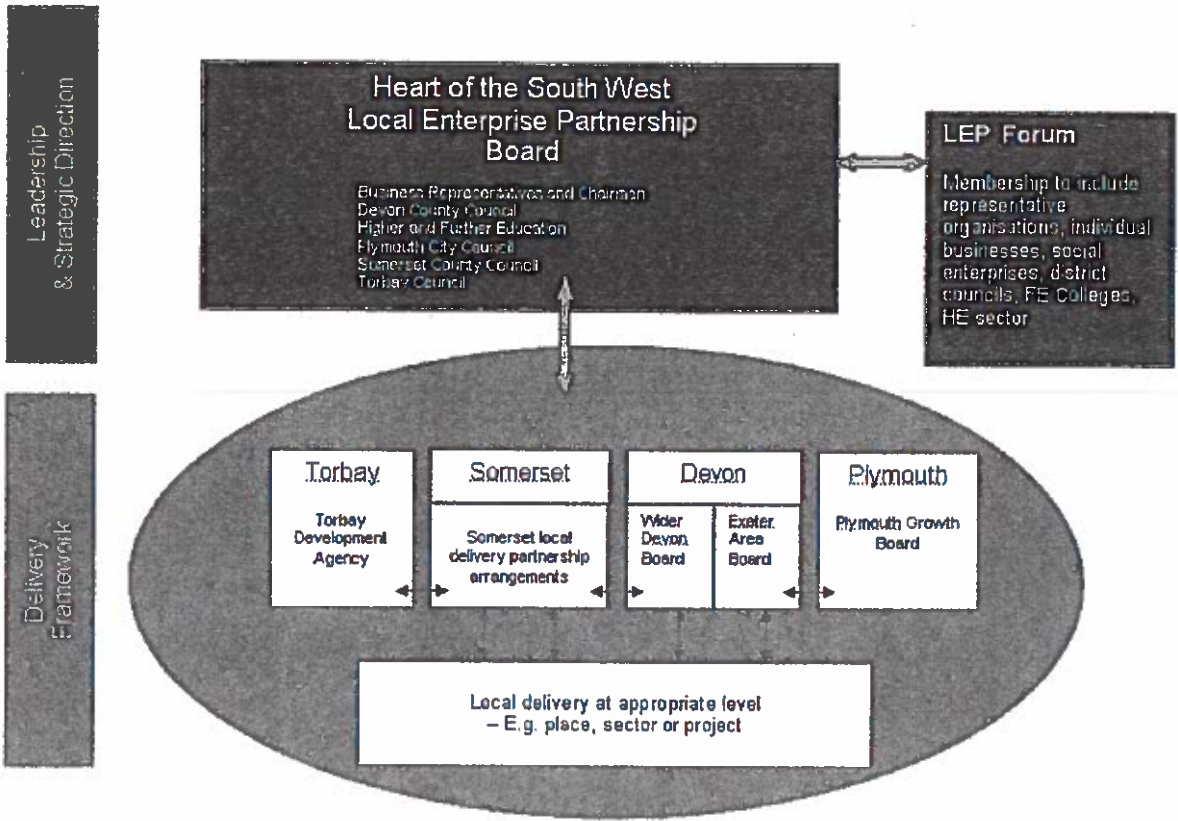 Leadership
& Strategic Direction
Heart of the South West
Local Enterprise Partnership
Board
Business Representatives and Chairman
Devon County Council
Higher and Further Education
Plymouth City Council
Somerset County Council
Torbay Council
LEP Forum
Membership to include
representative
organisations, individual
businesses, social
enterprises, district
councils, FE Colleges,
HE sector
Delivery
Framework
Torbay
Torbay
Development
Agency
Somerset
Somerset local
delivery partnership
arrangements
Devon
Wider
Devon
Board
Exeter
Area
Board
Plymouth
Plymouth Growth
Board
Local delivery at appropriate level
– E.g. place, sector or project